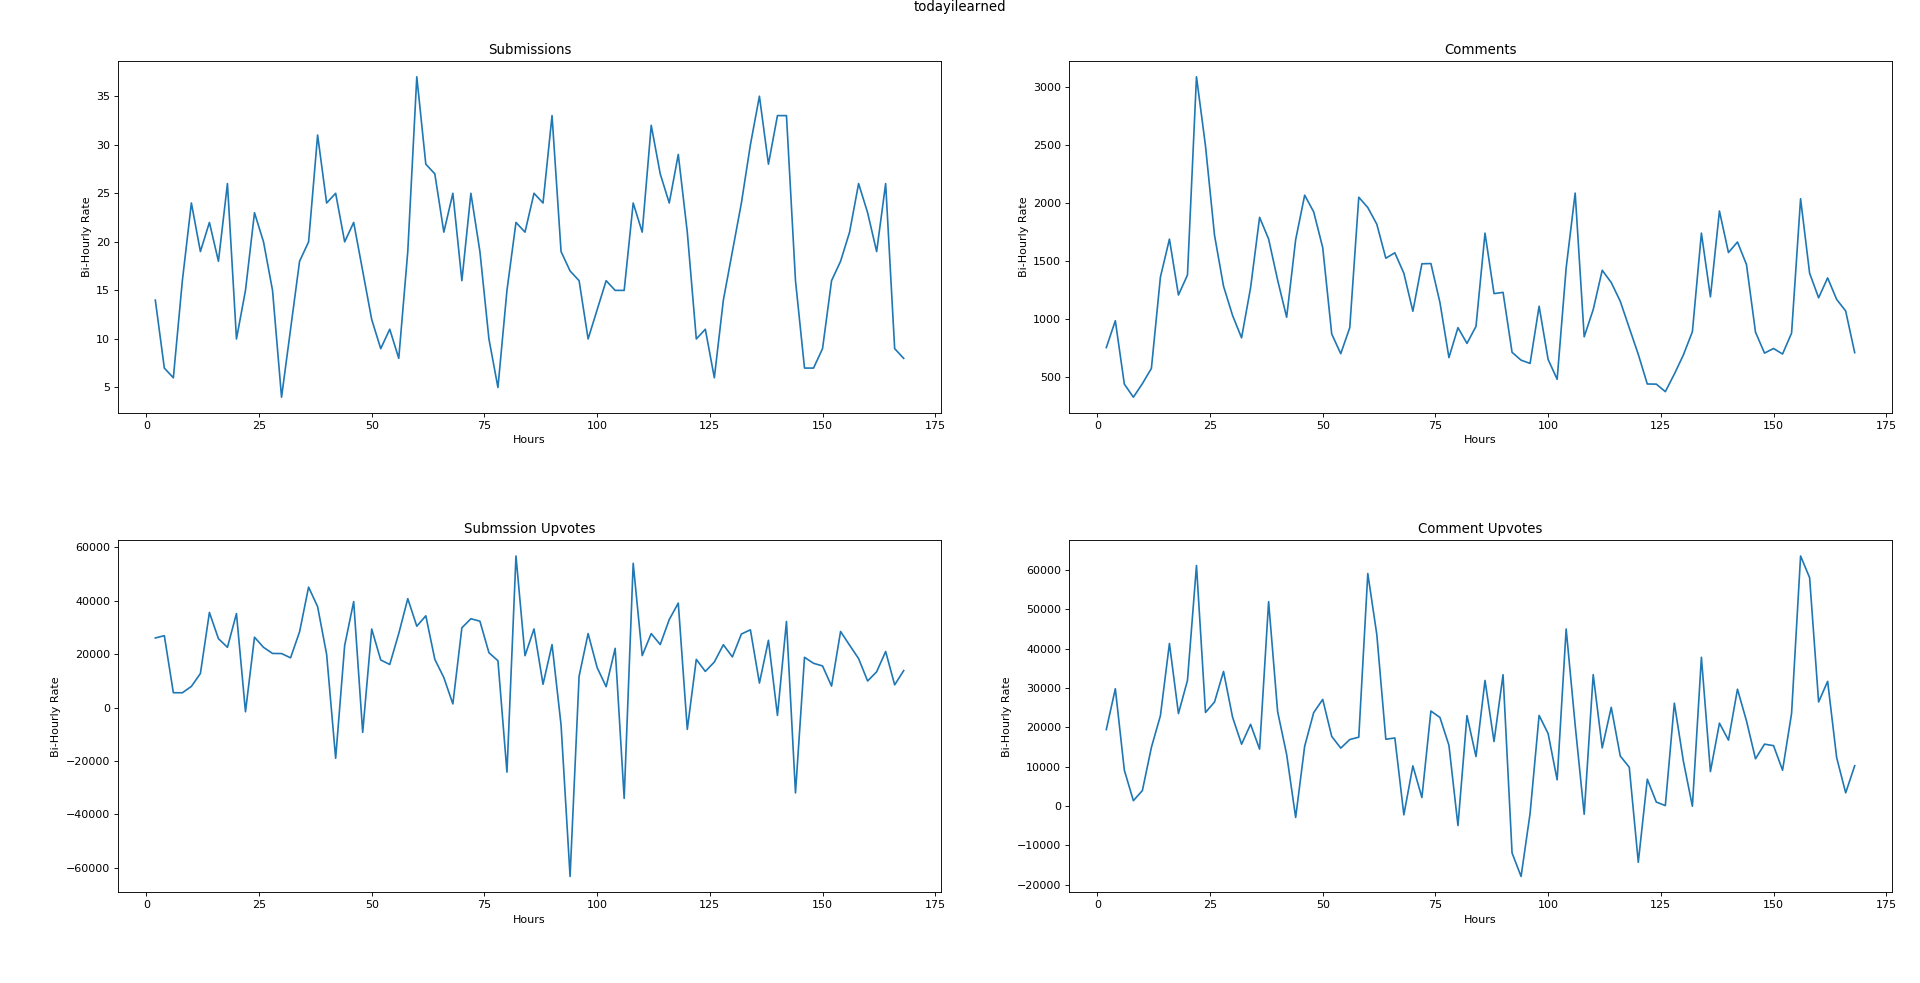 todayilearned
Submissions
Bi-Hourly Rate
35
30
25
20
15
10
5
0 25 50 75 100 125 150 175
Hours
Comments
Bi-Hourly Rate
3000
2500
2000
1500
1000
500
0 25 50 75 100 125 150 175
Hours
Submssion Upvotes
Bi-Hourly Rate
60000
40000
20000
0
−20000
−40000
−60000
0 25 50 75 100 125 150 175
Hours
Comment Upvotes
Bi-Hourly Rate
60000
50000
40000
30000
20000
10000
0
−10000
−20000
0 25 50 75 100 125 150 175
Hours